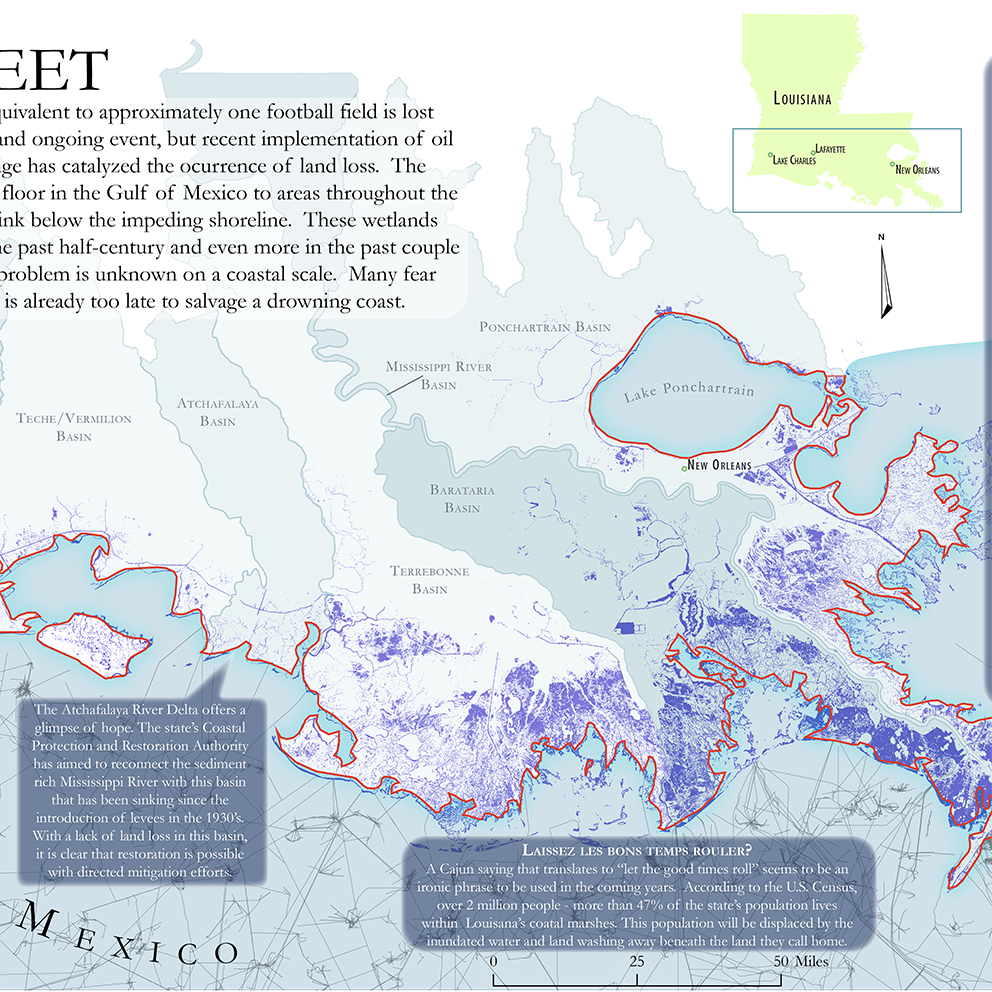 EET
quivalent to approximately one football field is lost
and ongoing event, but recent implementation of oil
ge has catalyzed the ocurrence of land loss. The
floor in the Gulf of Mexico to areas throughout the
ink below the impeding shoreline. These wetlands
he past half-century and even more in the past couple
problem is unknown on a coastal scale. Many fear
is already too late to salvage a drowning coast.
LOUISIANA
LAFAYETTE
LAKE CHARLES
NEW ORLEANS
N
PONCHARTRAIN BASIN
MISSISSIPPI RIVER
BASIN
Lake Ponchartrain
TECHE/VERMILION
BASIN
ATCHAFALAYA
BASIN
NEW ORLEANS
BARATARIA
BASIN
TERREBONNE
BASIN
The Atchafalaya River Delta offers a
glimpse of hope. The state's Coastal
Protection and Restoration Authority
has aimed to reconnect the sediment
rich Mississippi River with this basin
that has been sinking since the
introduction of levees in the 1930's.
With a lack of land loss in this basin,
it is clear that restoration is possible
with directed mitigation efforts.
LAISSEZ LES BONS TEMPS ROULER?
A Cajun saying that translates to "let the good times roll" seems to be an
ironic phrase to be used in the coming years. According to the U.S. Census,
over 2 million people - more than 47% of the state's population lives
within Louisana's coatal marshes. This population will be displaced by the
inundated water and land washing away beneath the land they call home.
MEXICO
0 25 50 Miles